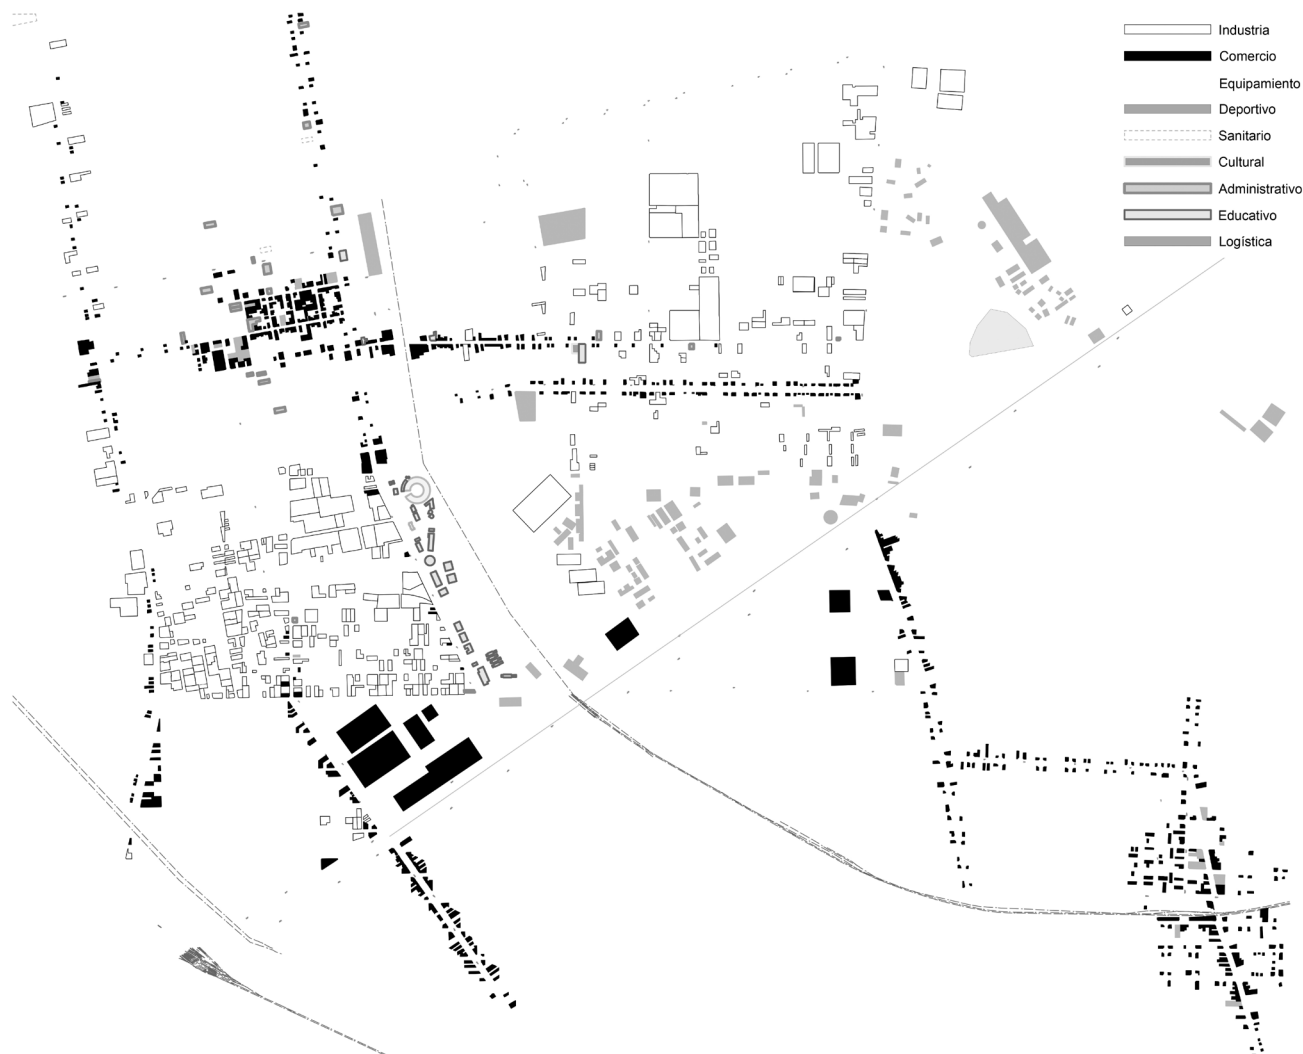 Industria
Comercio
Equipamiento
Deportivo
Sanitario
Cultural
Administrativo
Educativo
Logística